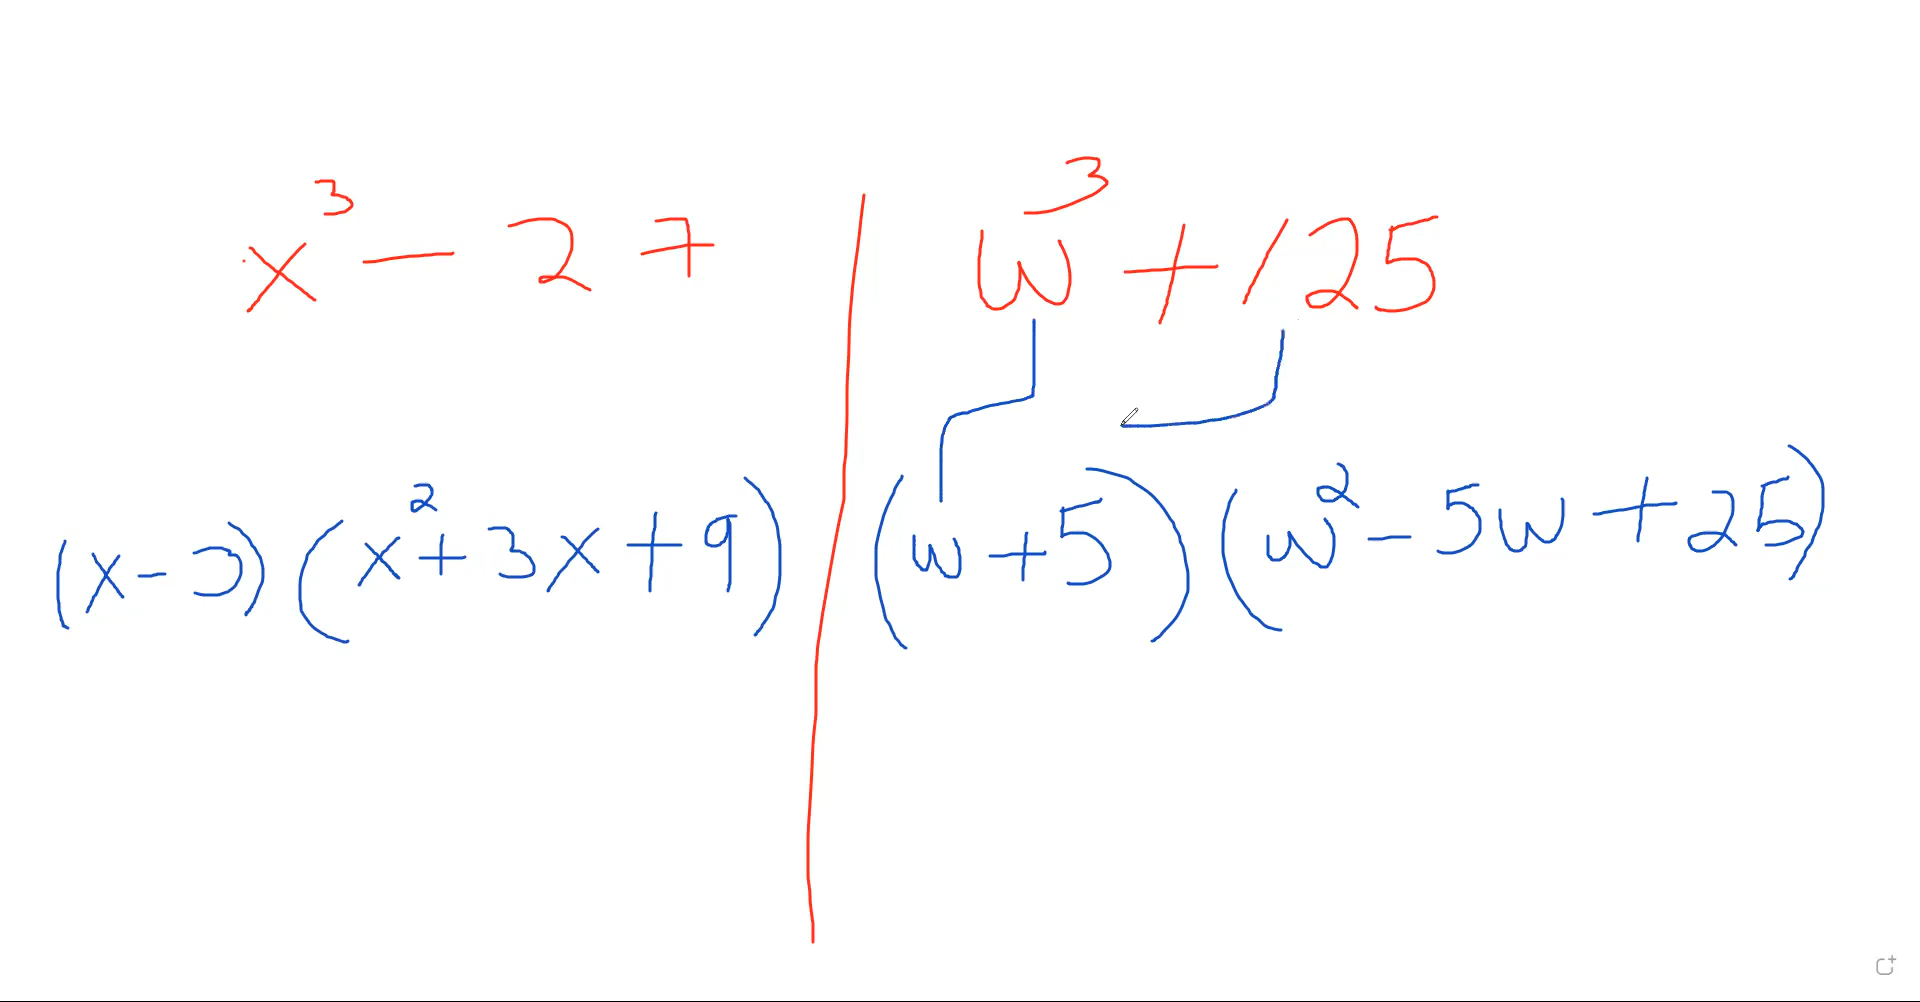 x³ - 27
w³ + 125
(x - 3)(x² + 3x + 9)
(w + 5)(w² - 5w + 25)